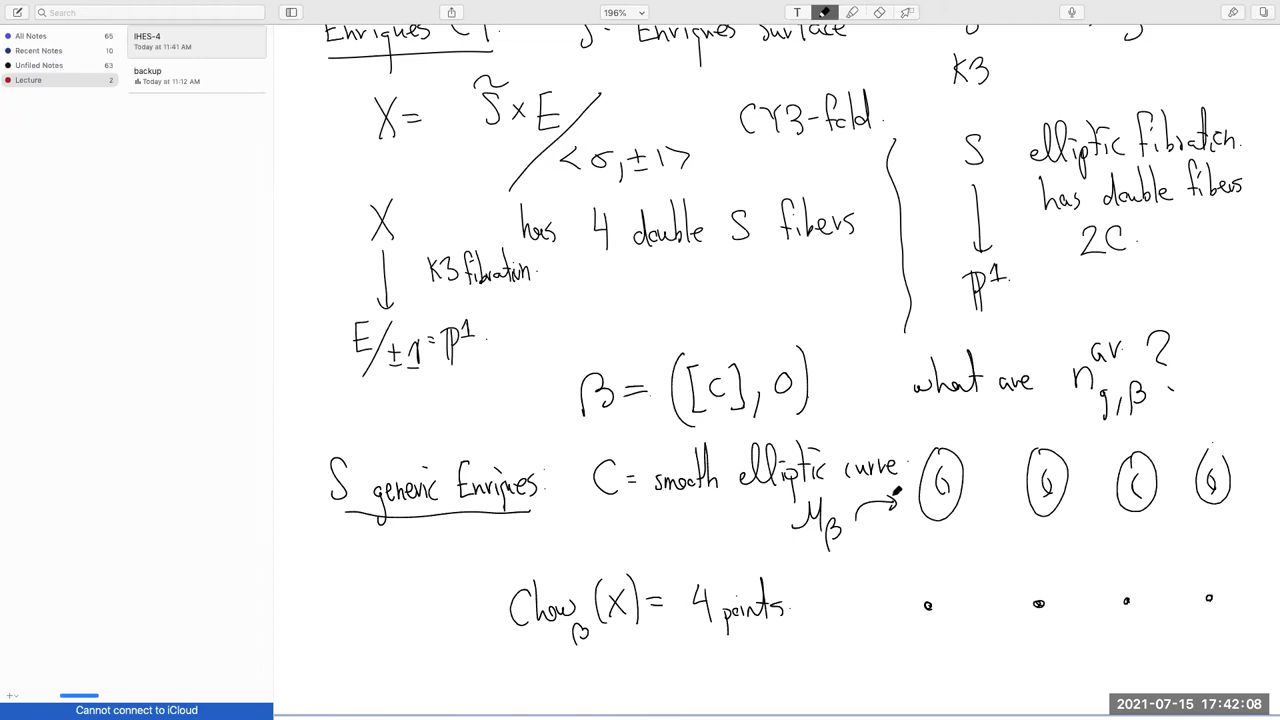 Search
196%
All Notes 65
Recent Notes 10
Unfiled Notes 63
Lecture 2
IHES-4
Today at 11:41 AM
backup
Today at 11:12 AM
Enriques CY. Enriques surface
K3
X = S̃ × E / <σ, ±1> CY3-fold.
X has 4 double S fibers
↓ K3 fibration.
E/±1 = ℙ¹.
S elliptic fibration.
↓ has double fibers
2C.
ℙ¹.
β = ([C], 0) what are n_{g,β}^{av.}?
S generic Enriques: C = smooth elliptic curve.
M_β →
Chow_β (X) = 4 points.
Cannot connect to iCloud
2021-07-15 17:42:08